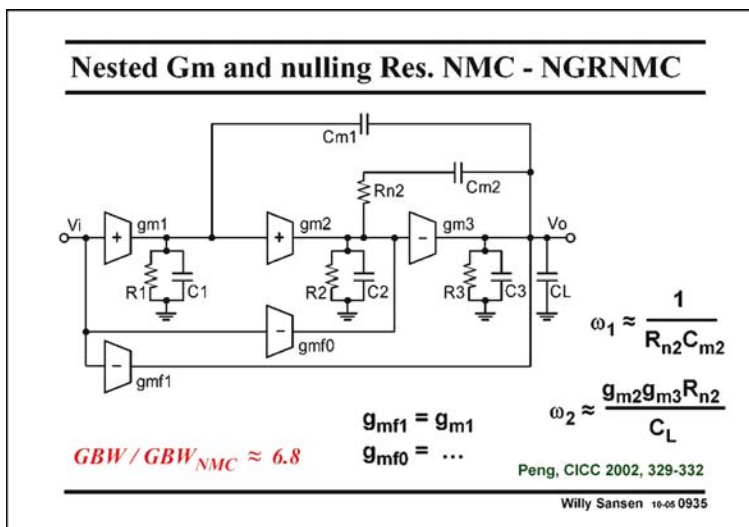 Nested Gm and nulling Res. NMC - NGRNMC
Cm1
Cm2
Rn2
Vi
gm1
gm2
gm3
Vo
+
+
-
R1
C1
R2
C2
R3
C3
CL
-
gmf0
-
gmf1
ω1 ≈ 1 / Rn2Cm2
ω2 ≈ gm2gm3Rn2 / CL
gmf1 = gm1
gmf0 = ...
GBW / GBWNMC ≈ 6.8
Peng, CICC 2002, 329-332
Willy Sansen 10-05 0935